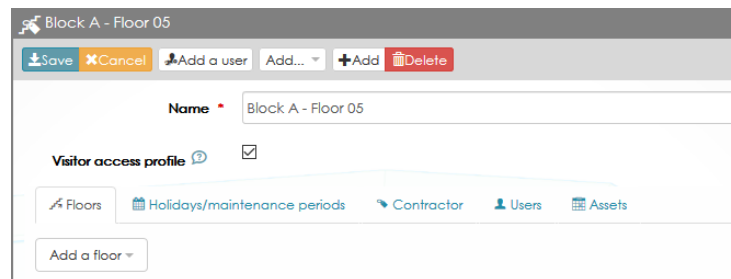 Block A - Floor 05
Save Cancel Add a user Add... Add Delete
Name * Block A - Floor 05
Visitor access profile ?
Floors Holidays/maintenance periods Contractor Users Assets
Add a floor